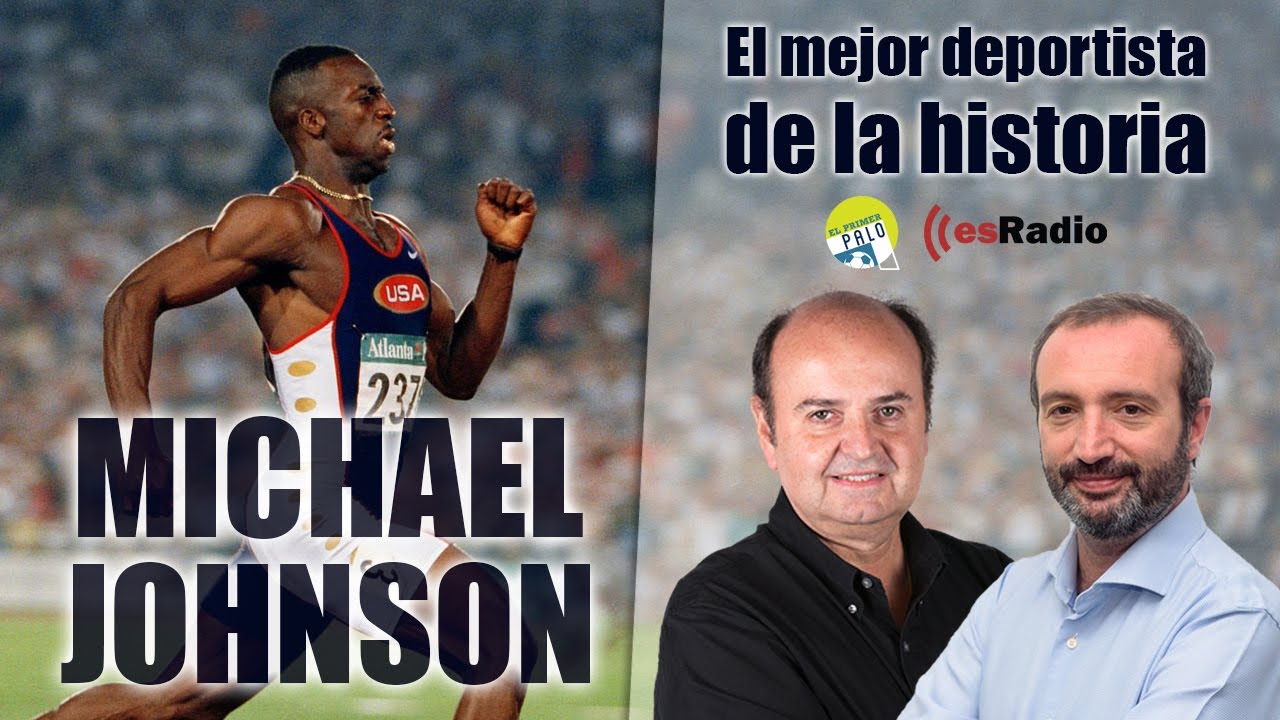 El mejor deportista
de la historia
EL PRIMER
PALO
esRadio
USA
Atlanta
237
MICHAEL
JOHNSON